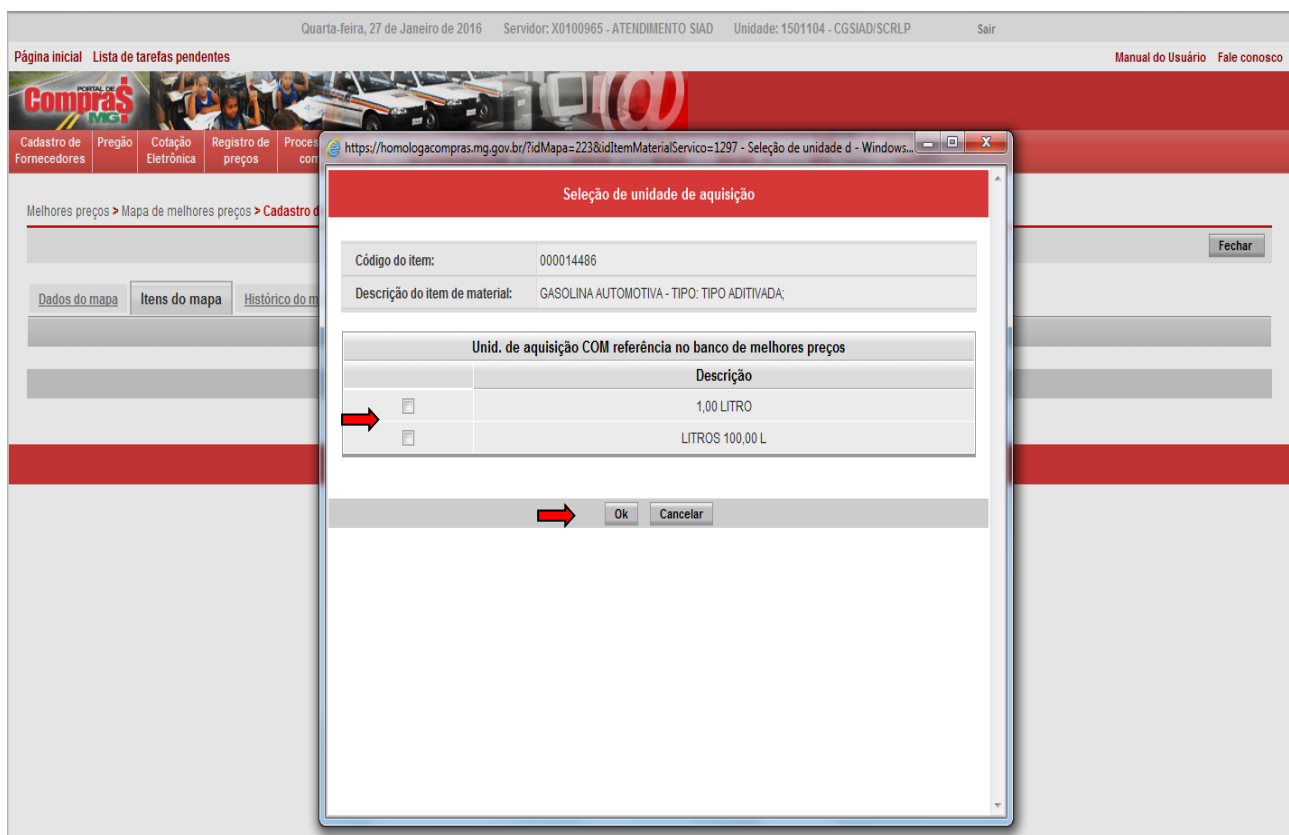 Quarta-feira, 27 de Janeiro de 2016 Servidor: X0100965 - ATENDIMENTO SIAD Unidade: 1501104 - CGSIAD/SCRLP Sair
Página inicial Lista de tarefas pendentes Manual do Usuário Fale conosco
PORTAL DE
Compras
MG
Cadastro de Fornecedores Pregão Cotação Eletrônica Registro de preços
https://homologacompras.mg.gov.br/?idMapa=223&idItemMaterialServico=1297 - Seleção de unidade d - Windows...
Seleção de unidade de aquisição
Melhores preços > Mapa de melhores preços > Cadastro d
Fechar
Código do item: 000014486
Descrição do item de material: GASOLINA AUTOMOTIVA - TIPO: TIPO ADITIVADA;
Dados do mapa Itens do mapa Histórico do m
Unid. de aquisição COM referência no banco de melhores preços
Descrição
1,00 LITRO
LITROS 100,00 L
Ok Cancelar